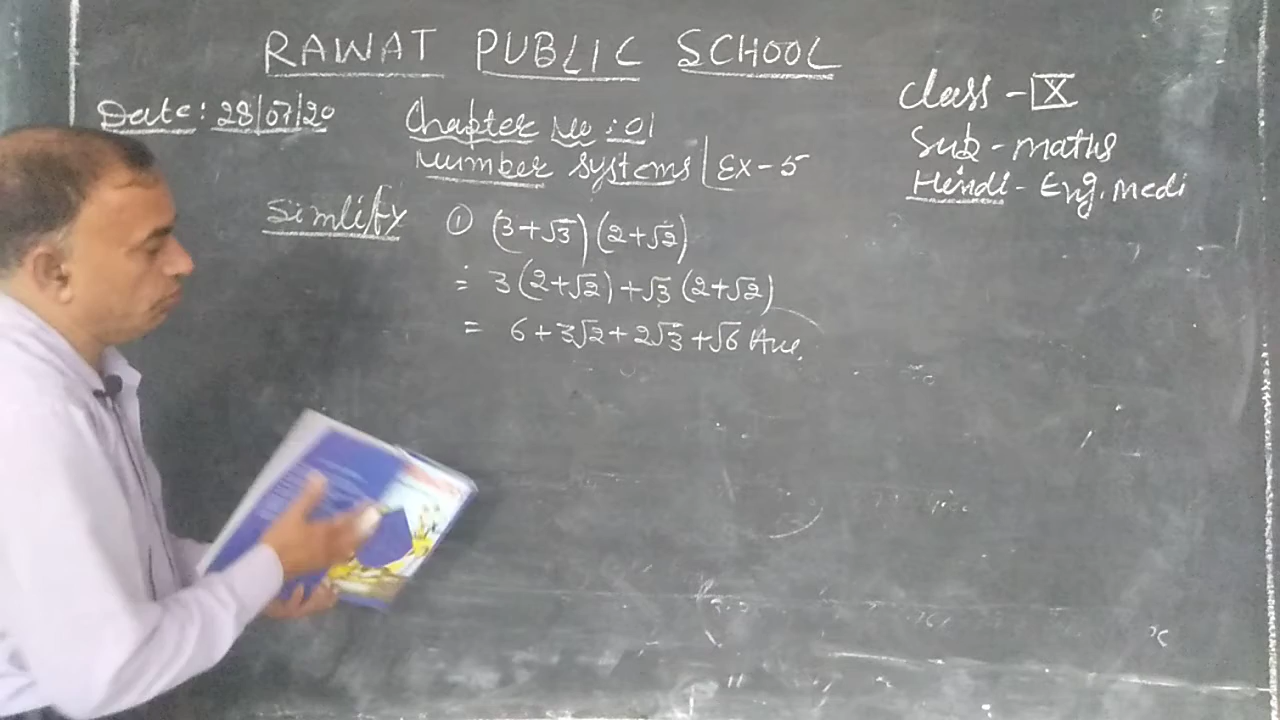 RAWAT PUBLIC SCHOOL
Date: 28/07/20
Chapter No: 01
Number Systems | Ex-5
Class - IX
Sub - maths
Hindi - Eng. Medi
Simlify ① (3+√3)(2+√2)
= 3(2+√2)+√3(2+√2)
= 6+3√2+2√3+√6 Ans.